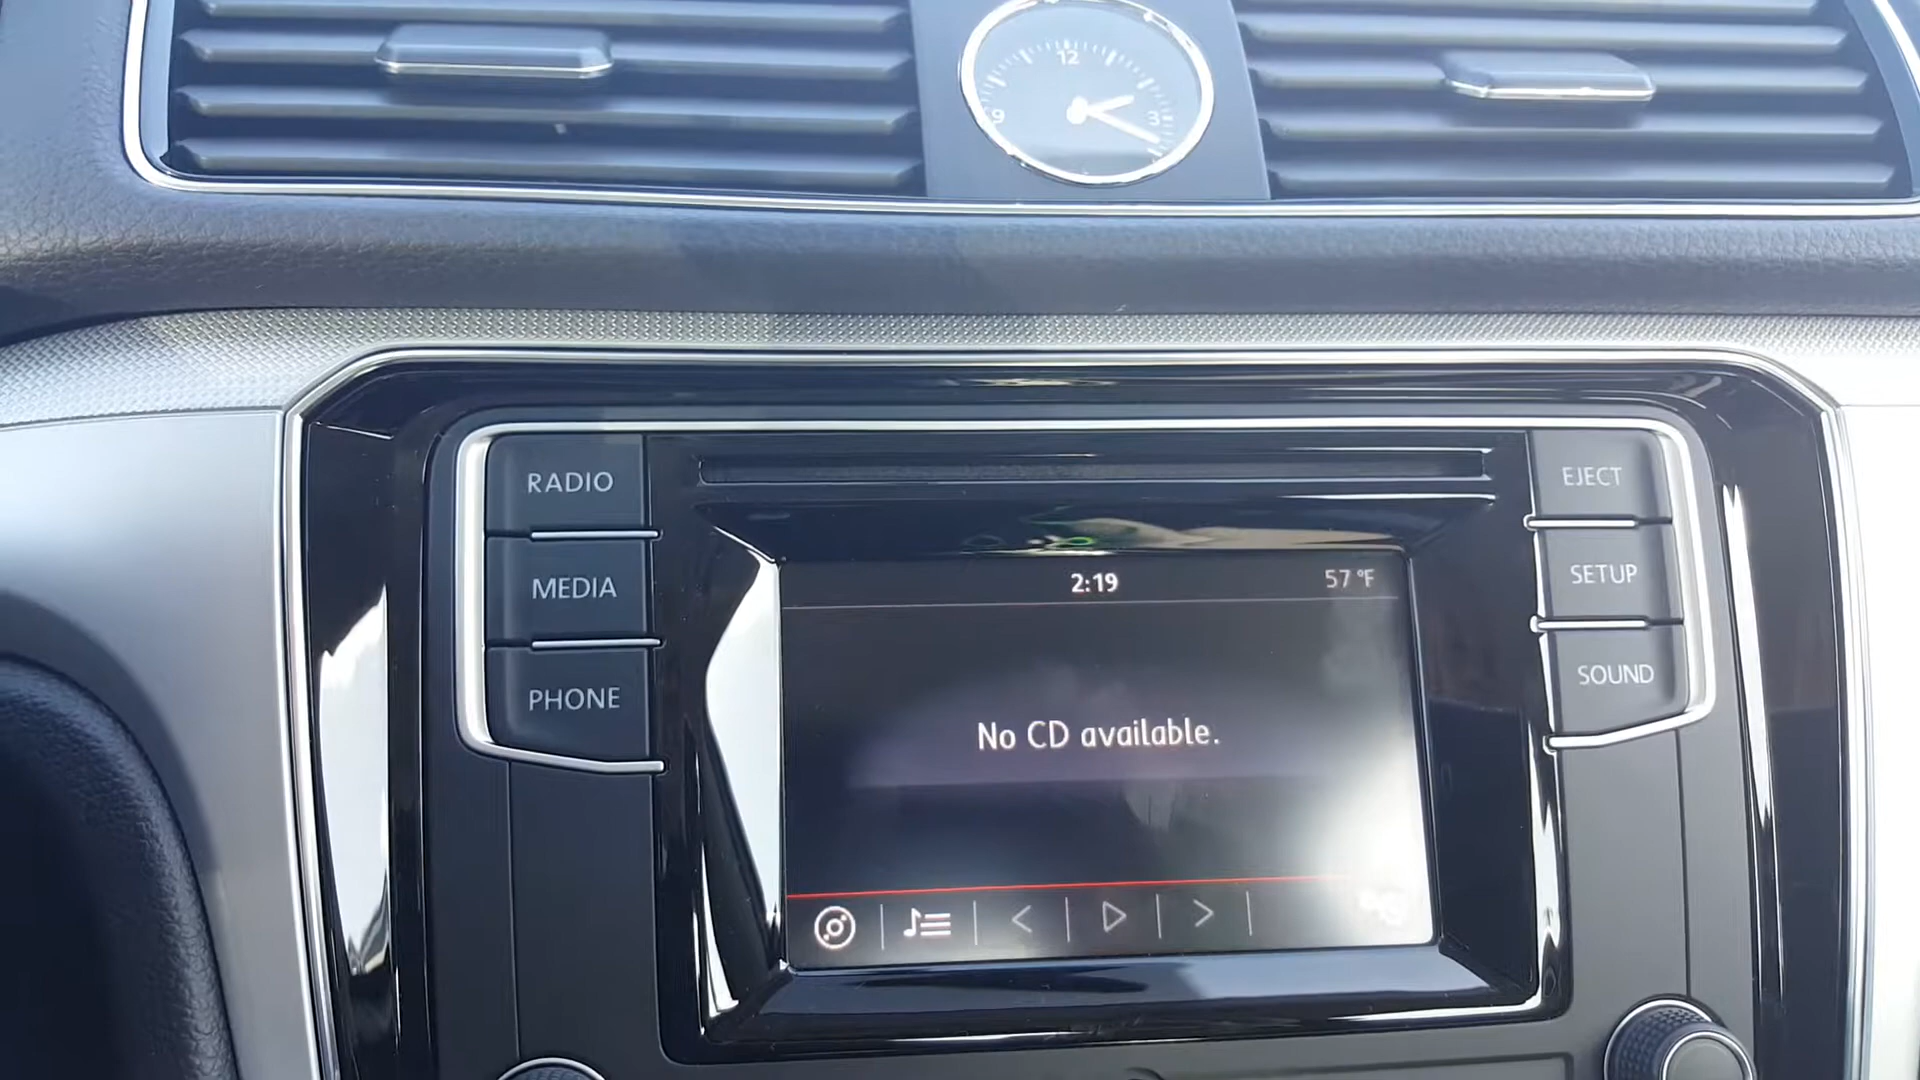 12
9
3
RADIO
EJECT
MEDIA
SETUP
PHONE
SOUND
2:19
57 °F
No CD available.